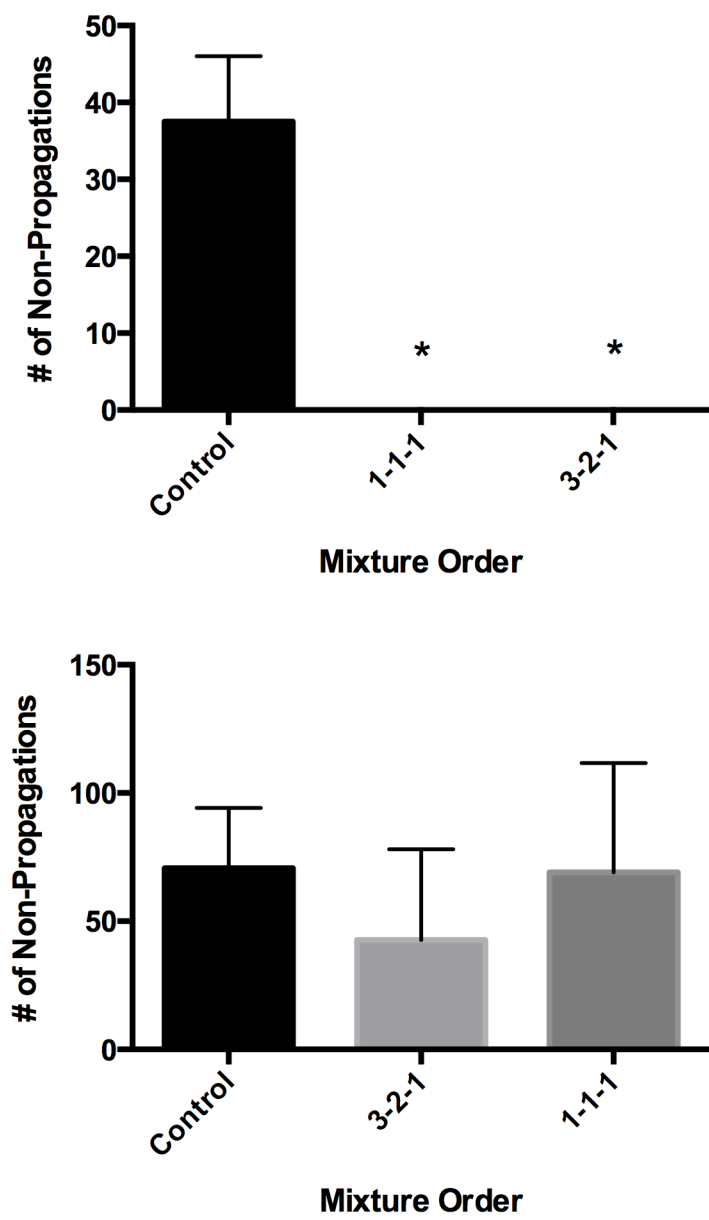 # of Non-Propagations
50
40
30
20
10
0
*
*
Control
1-1-1
3-2-1
Mixture Order
# of Non-Propagations
150
100
50
0
Control
3-2-1
1-1-1
Mixture Order